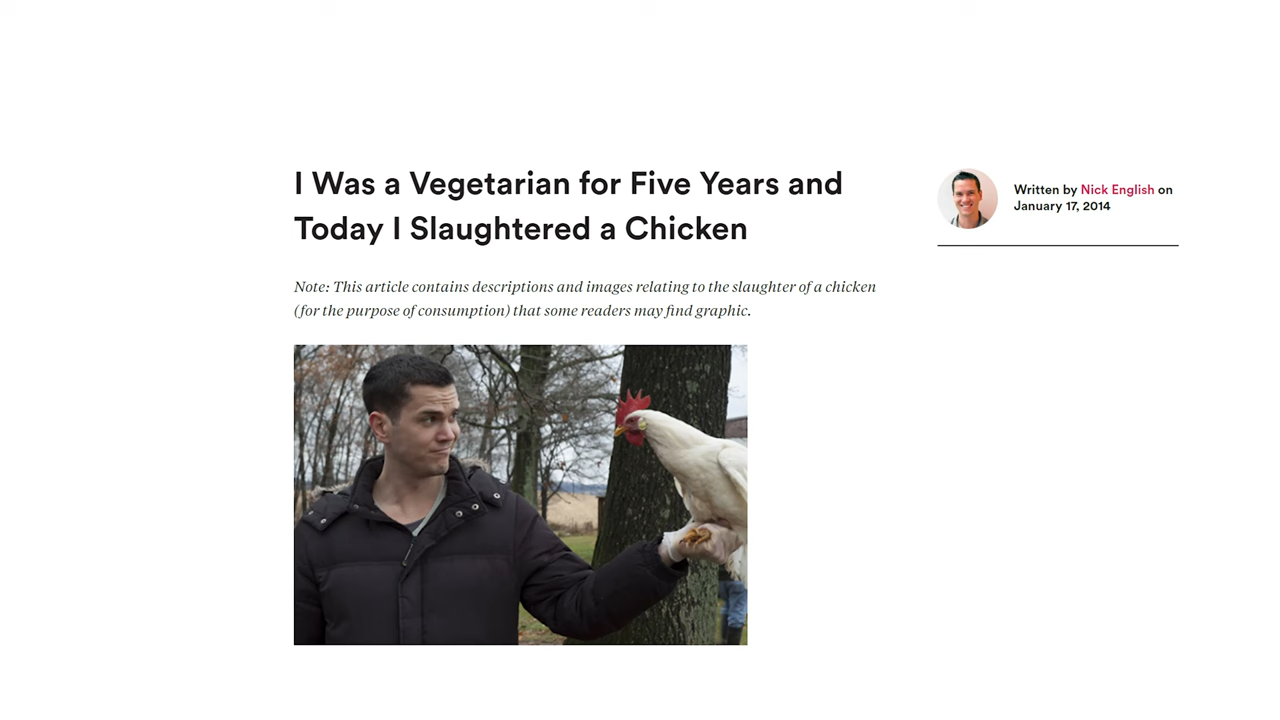 I Was a Vegetarian for Five Years and
Today I Slaughtered a Chicken
Written by Nick English on
January 17, 2014
Note: This article contains descriptions and images relating to the slaughter of a chicken
(for the purpose of consumption) that some readers may find graphic.